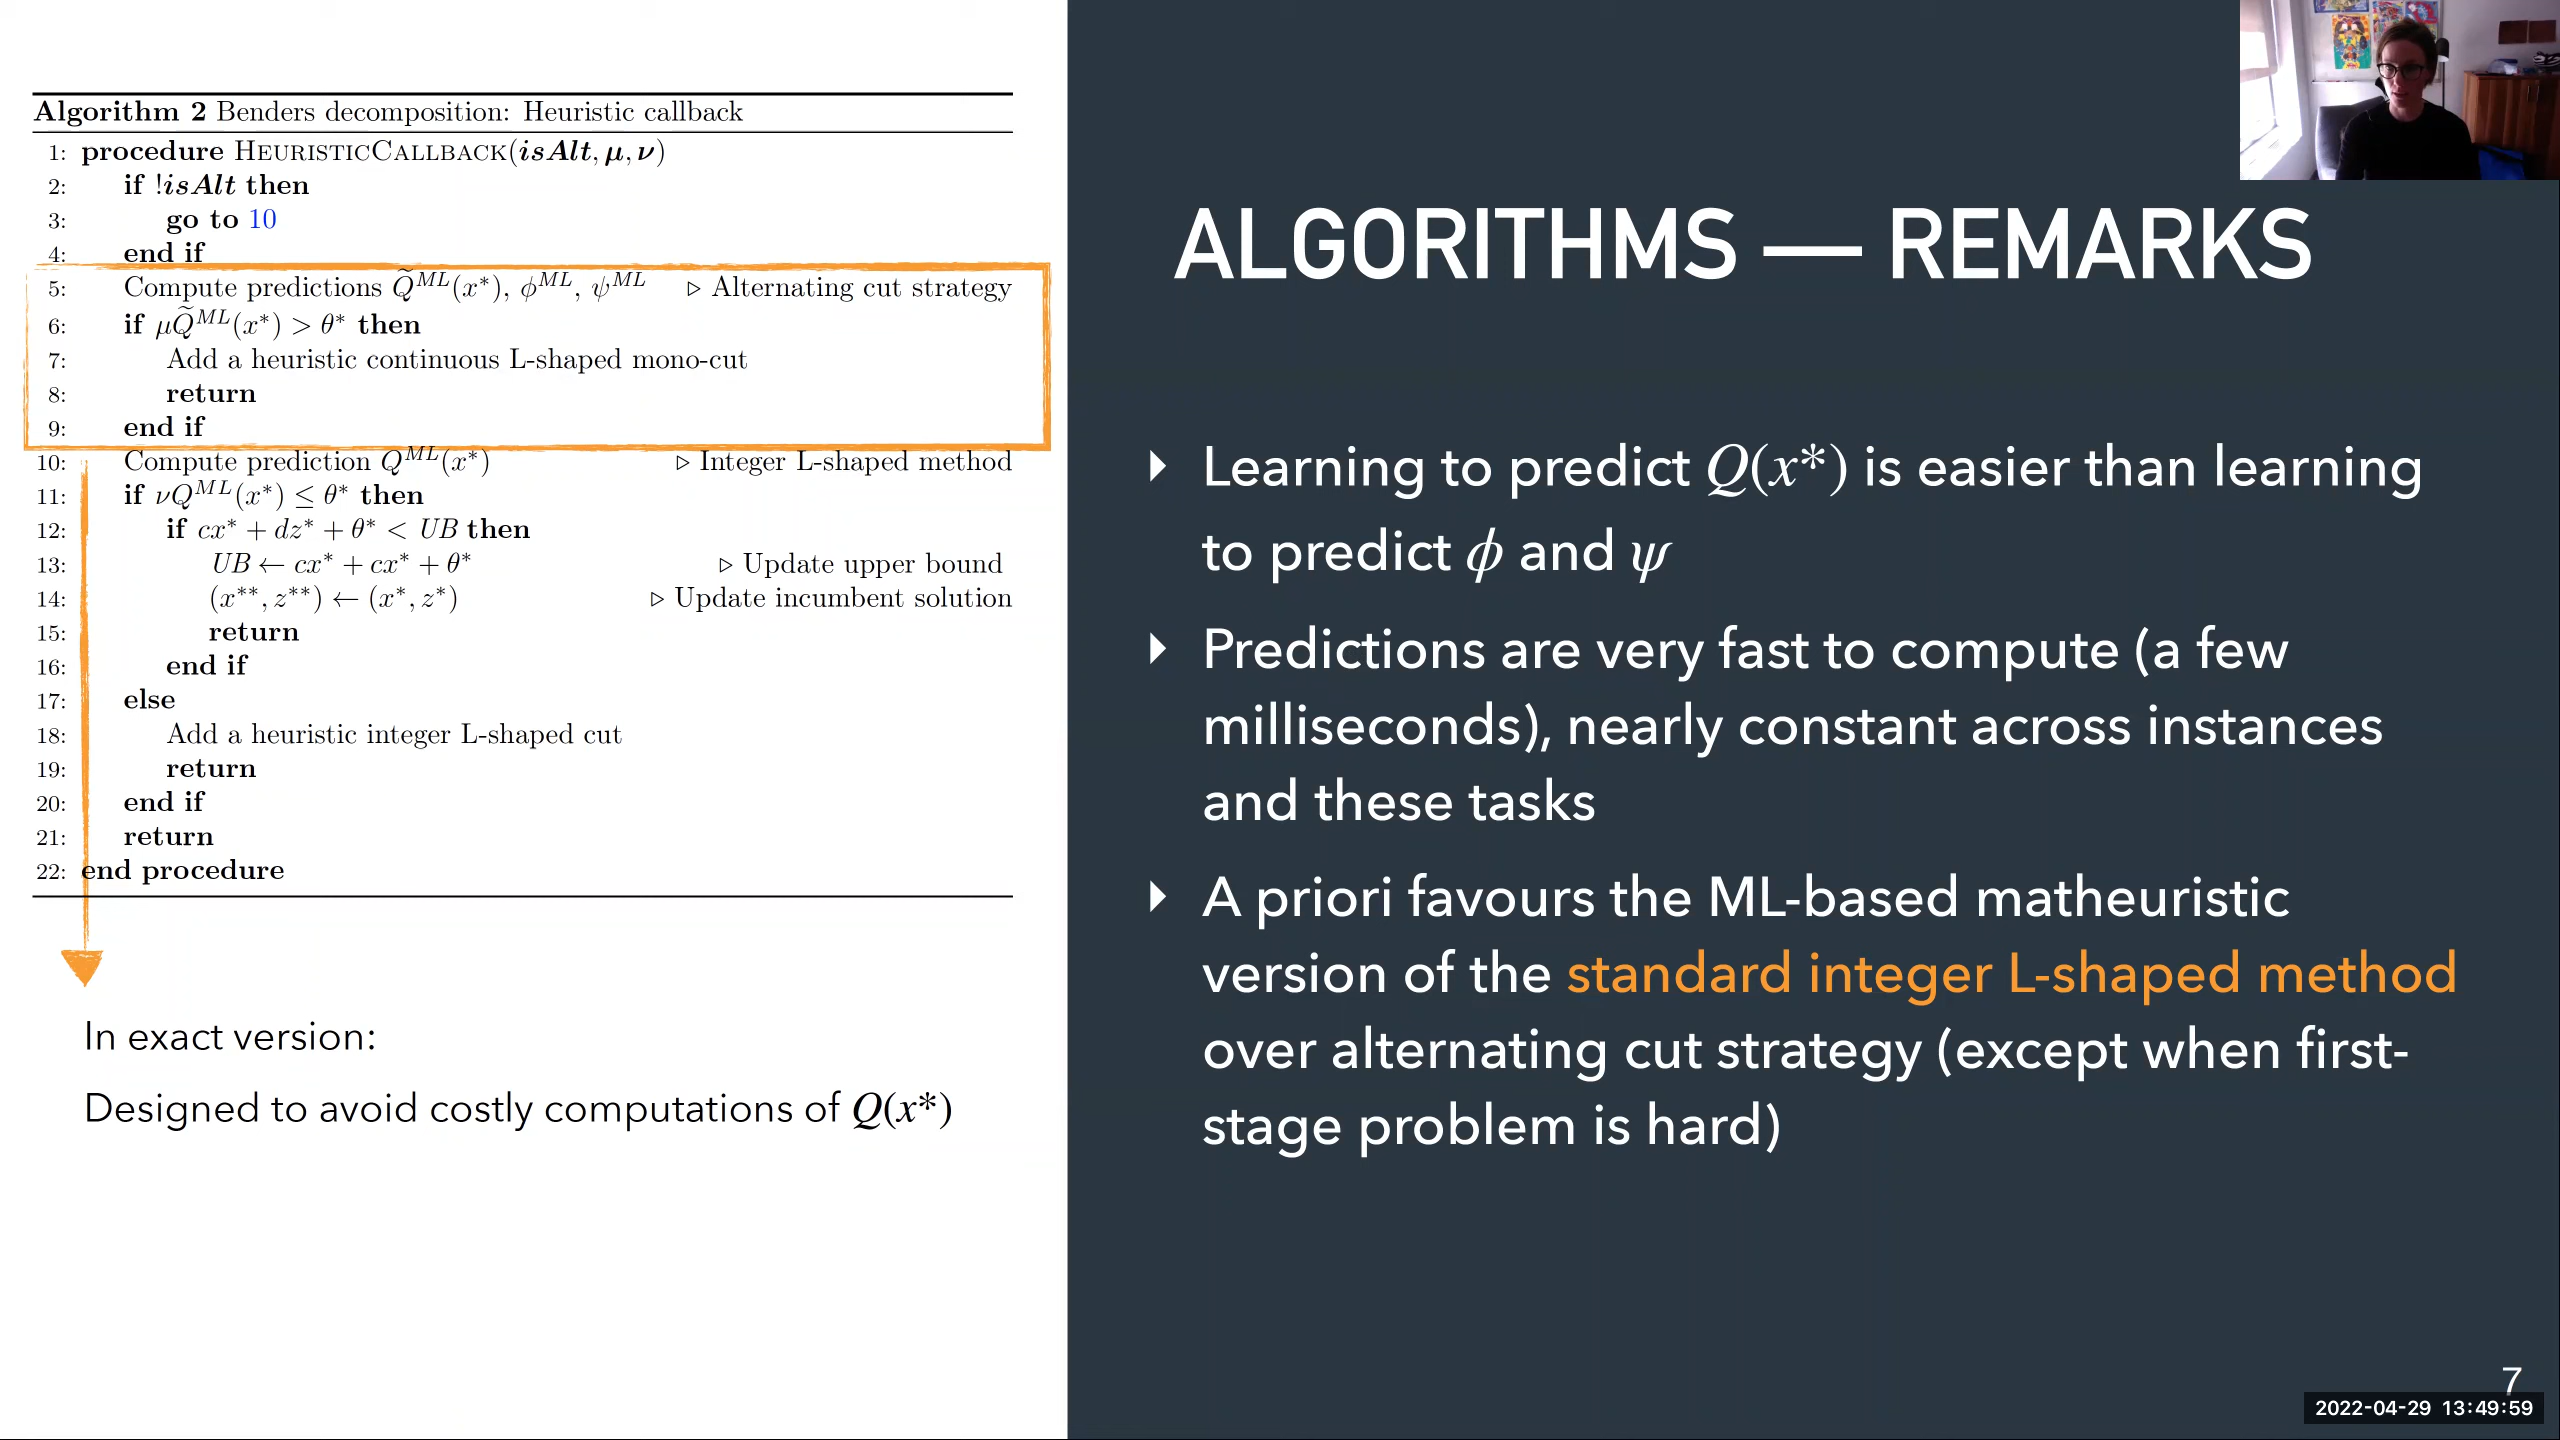 Algorithm 2 Benders decomposition: Heuristic callback
1: procedure HEURISTICCALLBACK(isAlt, μ, ν)
2: if !isAlt then
3: go to 10
4: end if
5: Compute predictions Q̃^ML(x*), ϕ^ML, ψ^ML ▷ Alternating cut strategy
6: if μQ̃^ML(x*) > θ* then
7: Add a heuristic continuous L-shaped mono-cut
8: return
9: end if
10: Compute prediction Q^ML(x*) ▷ Integer L-shaped method
11: if νQ^ML(x*) ≤ θ* then
12: if cx* + dz* + θ* < UB then
13: UB ← cx* + cx* + θ* ▷ Update upper bound
14: (x**, z**) ← (x*, z*) ▷ Update incumbent solution
15: return
16: end if
17: else
18: Add a heuristic integer L-shaped cut
19: return
20: end if
21: return
22: end procedure
In exact version:
Designed to avoid costly computations of Q(x*)
ALGORITHMS — REMARKS
Learning to predict Q(x*) is easier than learning
to predict ϕ and ψ
Predictions are very fast to compute (a few
milliseconds), nearly constant across instances
and these tasks
A priori favours the ML-based matheuristic
version of the standard integer L-shaped method
over alternating cut strategy (except when first-
stage problem is hard)
7
2022-04-29 13:49:59